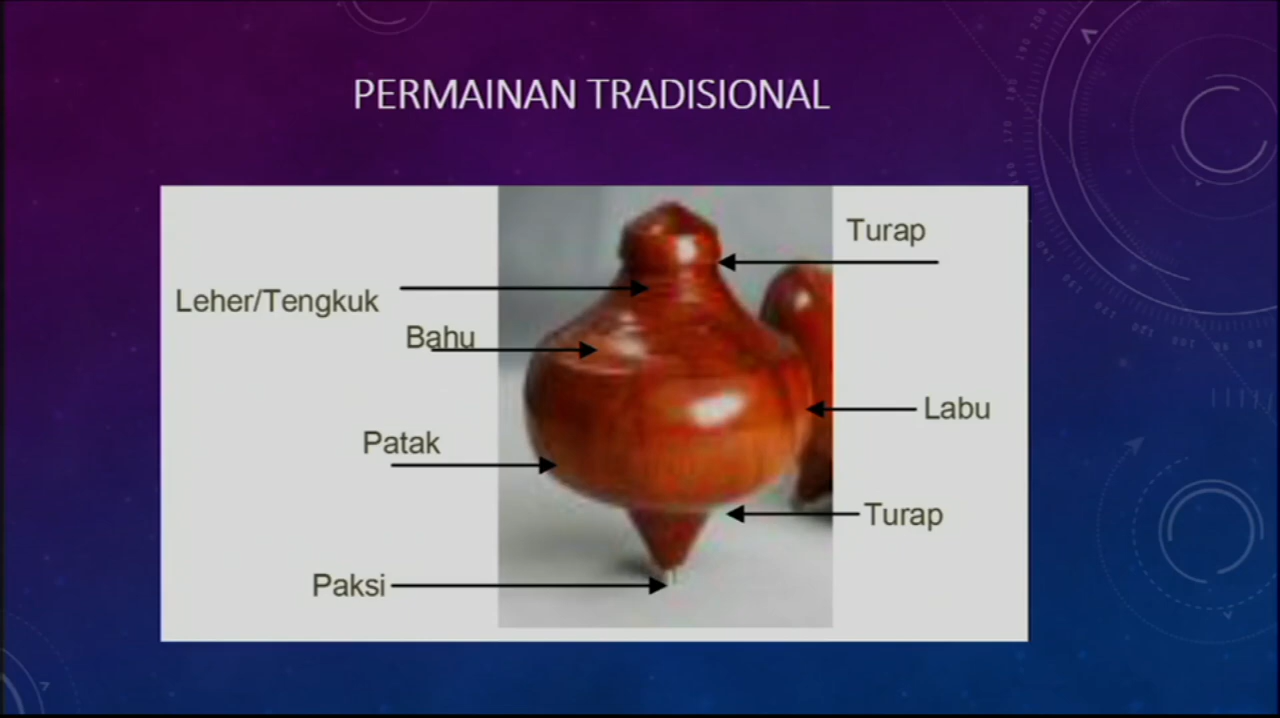 PERMAINAN TRADISIONAL
Turap
Leher/Tengkuk
Bahu
Labu
Patak
Turap
Paksi